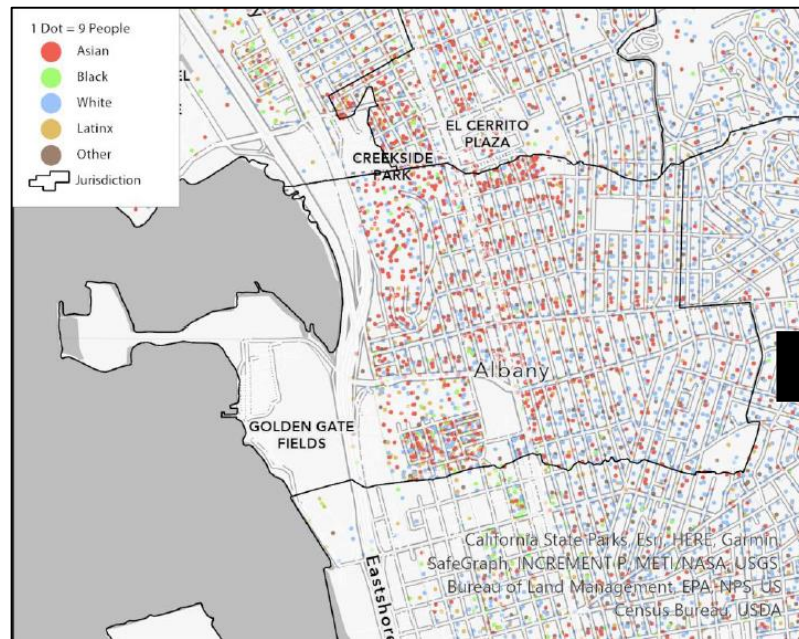 1 Dot = 9 People
Asian
Black
White
Latinx
Other
Jurisdiction
EL CERRITO
PLAZA
CREEKSIDE
PARK
Albany
GOLDEN GATE
FIELDS
Eastshore
California State Parks, Esri, HERE, Garmin,
SafeGraph, INCREMENT P, METI/NASA, USGS,
Bureau of Land Management, EPA, NPS, US
Census Bureau, USDA